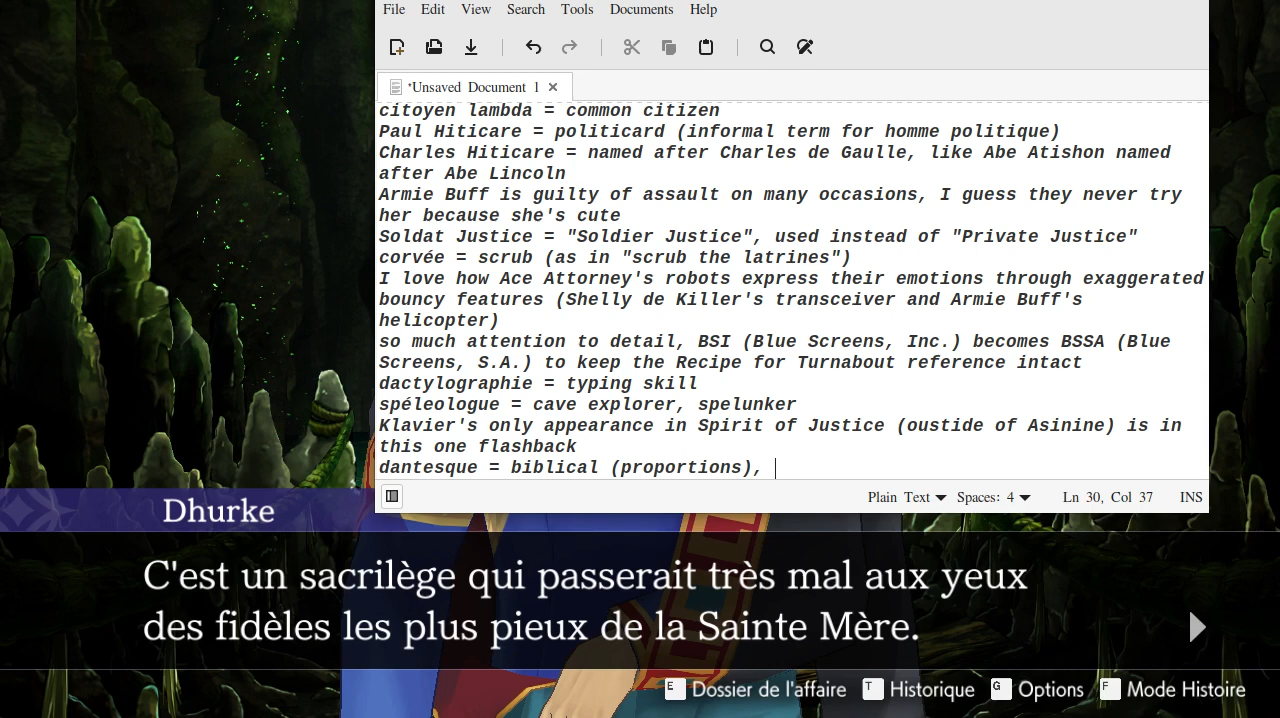 File Edit View Search Tools Documents Help
*Unsaved Document 1
citoyen lambda = common citizen
Paul Hiticare = politicard (informal term for homme politique)
Charles Hiticare = named after Charles de Gaulle, like Abe Atishon named
after Abe Lincoln
Armie Buff is guilty of assault on many occasions, I guess they never try
her because she's cute
Soldat Justice = "Soldier Justice", used instead of "Private Justice"
corvée = scrub (as in "scrub the latrines")
I love how Ace Attorney's robots express their emotions through exaggerated
bouncy features (Shelly de Killer's transceiver and Armie Buff's
helicopter)
so much attention to detail, BSI (Blue Screens, Inc.) becomes BSSA (Blue
Screens, S.A.) to keep the Recipe for Turnabout reference intact
dactylographie = typing skill
spéleologue = cave explorer, spelunker
Klavier's only appearance in Spirit of Justice (oustide of Asinine) is in
this one flashback
dantesque = biblical (proportions),
Plain Text Spaces: 4 Ln 30, Col 37 INS
Dhurke
C'est un sacrilège qui passerait très mal aux yeux
des fidèles les plus pieux de la Sainte Mère.
E Dossier de l'affaire T Historique G Options F Mode Histoire